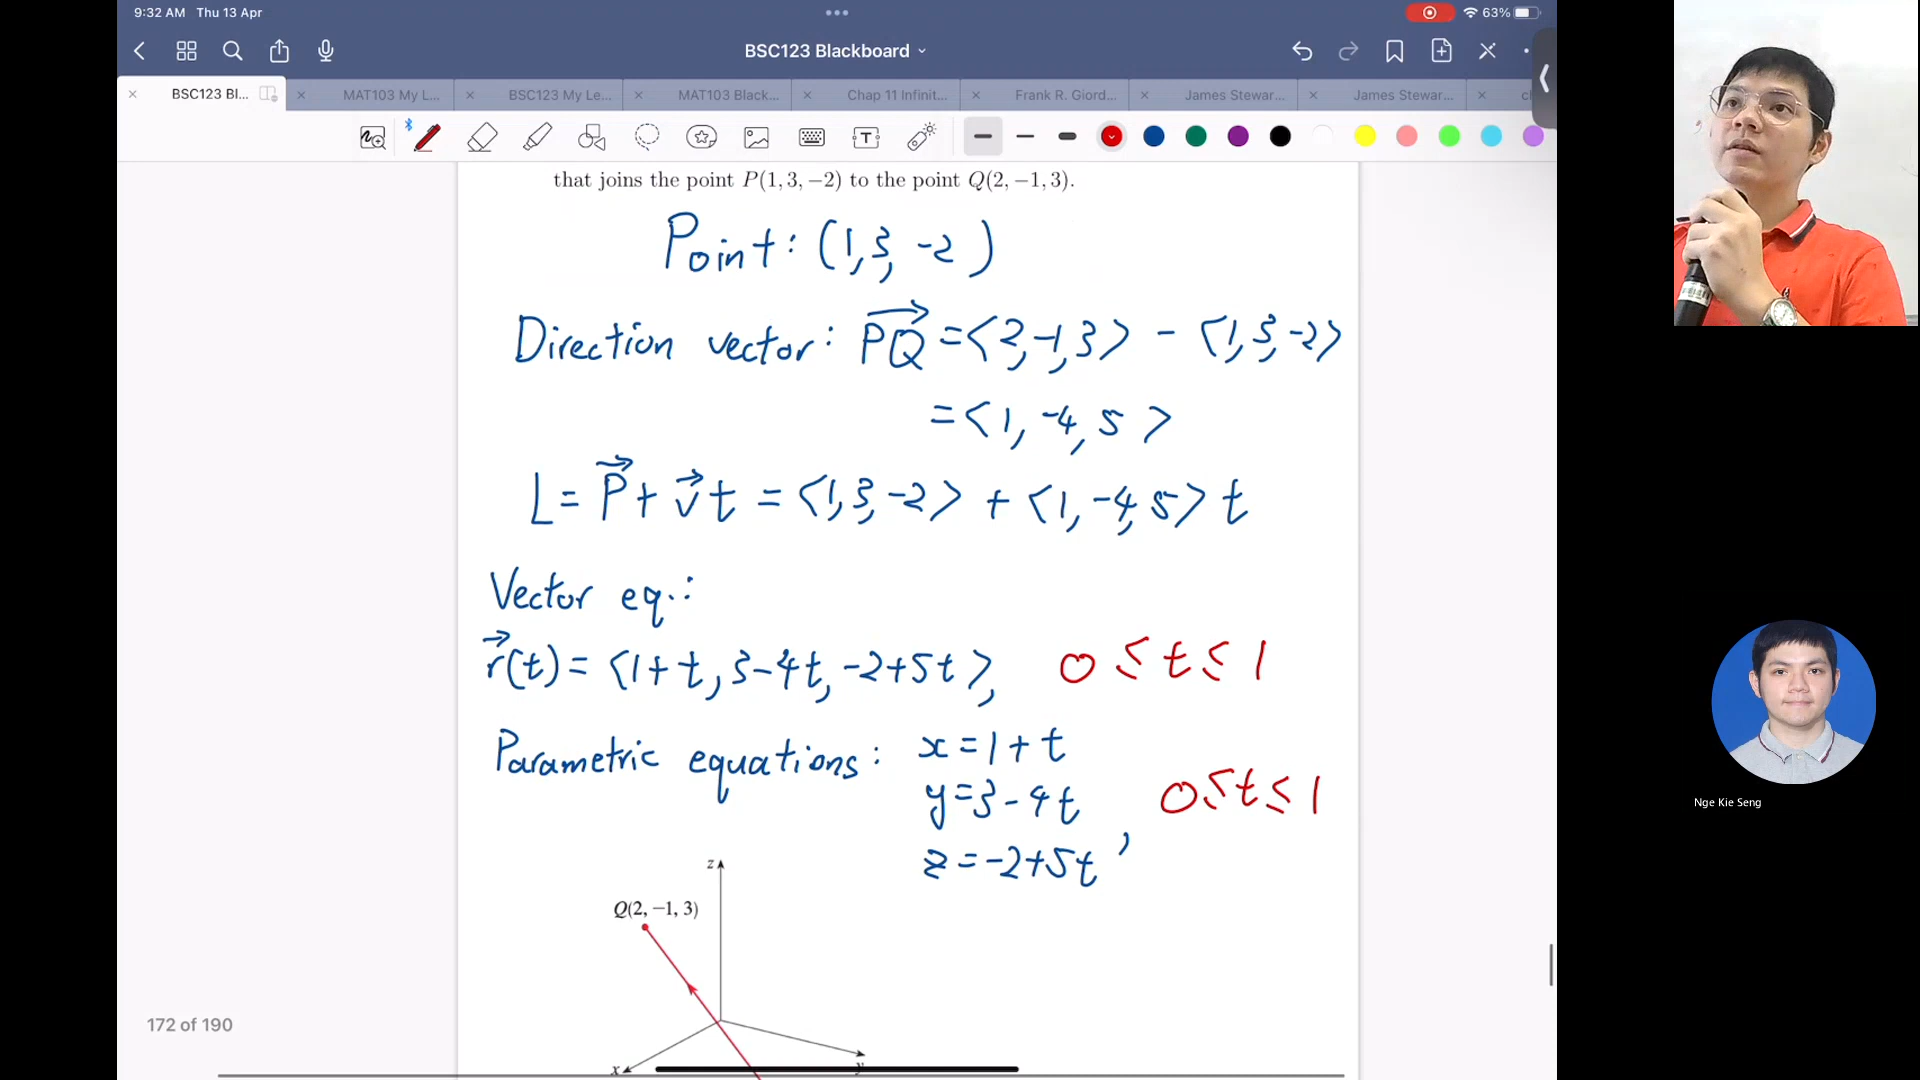 9:32 AM Thu 13 Apr
63%
BSC123 Blackboard
BSC123 Bl...
MAT103 My L...
BSC123 My Le...
MAT103 Black...
Chap 11 Infinit...
Frank R. Giord...
James Stewar...
James Stewar...
that joins the point P(1, 3, −2) to the point Q(2, −1, 3).
Point: (1, 3, -2)
Direction vector: PQ⃗ = <2, -1, 3> - <1, 3, -2>
= <1, -4, 5>
L = P⃗ + v⃗ t = <1, 3, -2> + <1, -4, 5> t
Vector eq.:
r⃗(t) = <1+t, 3-4t, -2+5t>, 0 ≤ t ≤ 1
Parametric equations: x = 1 + t
y = 3 - 4t
z = -2+5t , 0 ≤ t ≤ 1
z
Q(2, −1, 3)
x
y
172 of 190
Nge Kie Seng